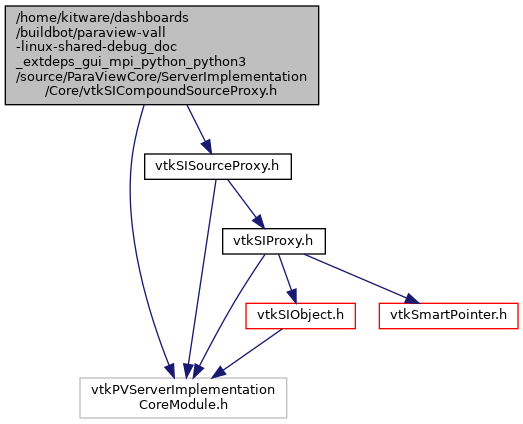 /home/kitware/dashboards
/buildbot/paraview-vall
-linux-shared-debug_doc
_extdeps_gui_mpi_python_python3
/source/ParaViewCore/ServerImplementation
/Core/vtkSICompoundSourceProxy.h
vtkSISourceProxy.h
vtkSIProxy.h
vtkSIObject.h
vtkSmartPointer.h
vtkPVServerImplementation
CoreModule.h